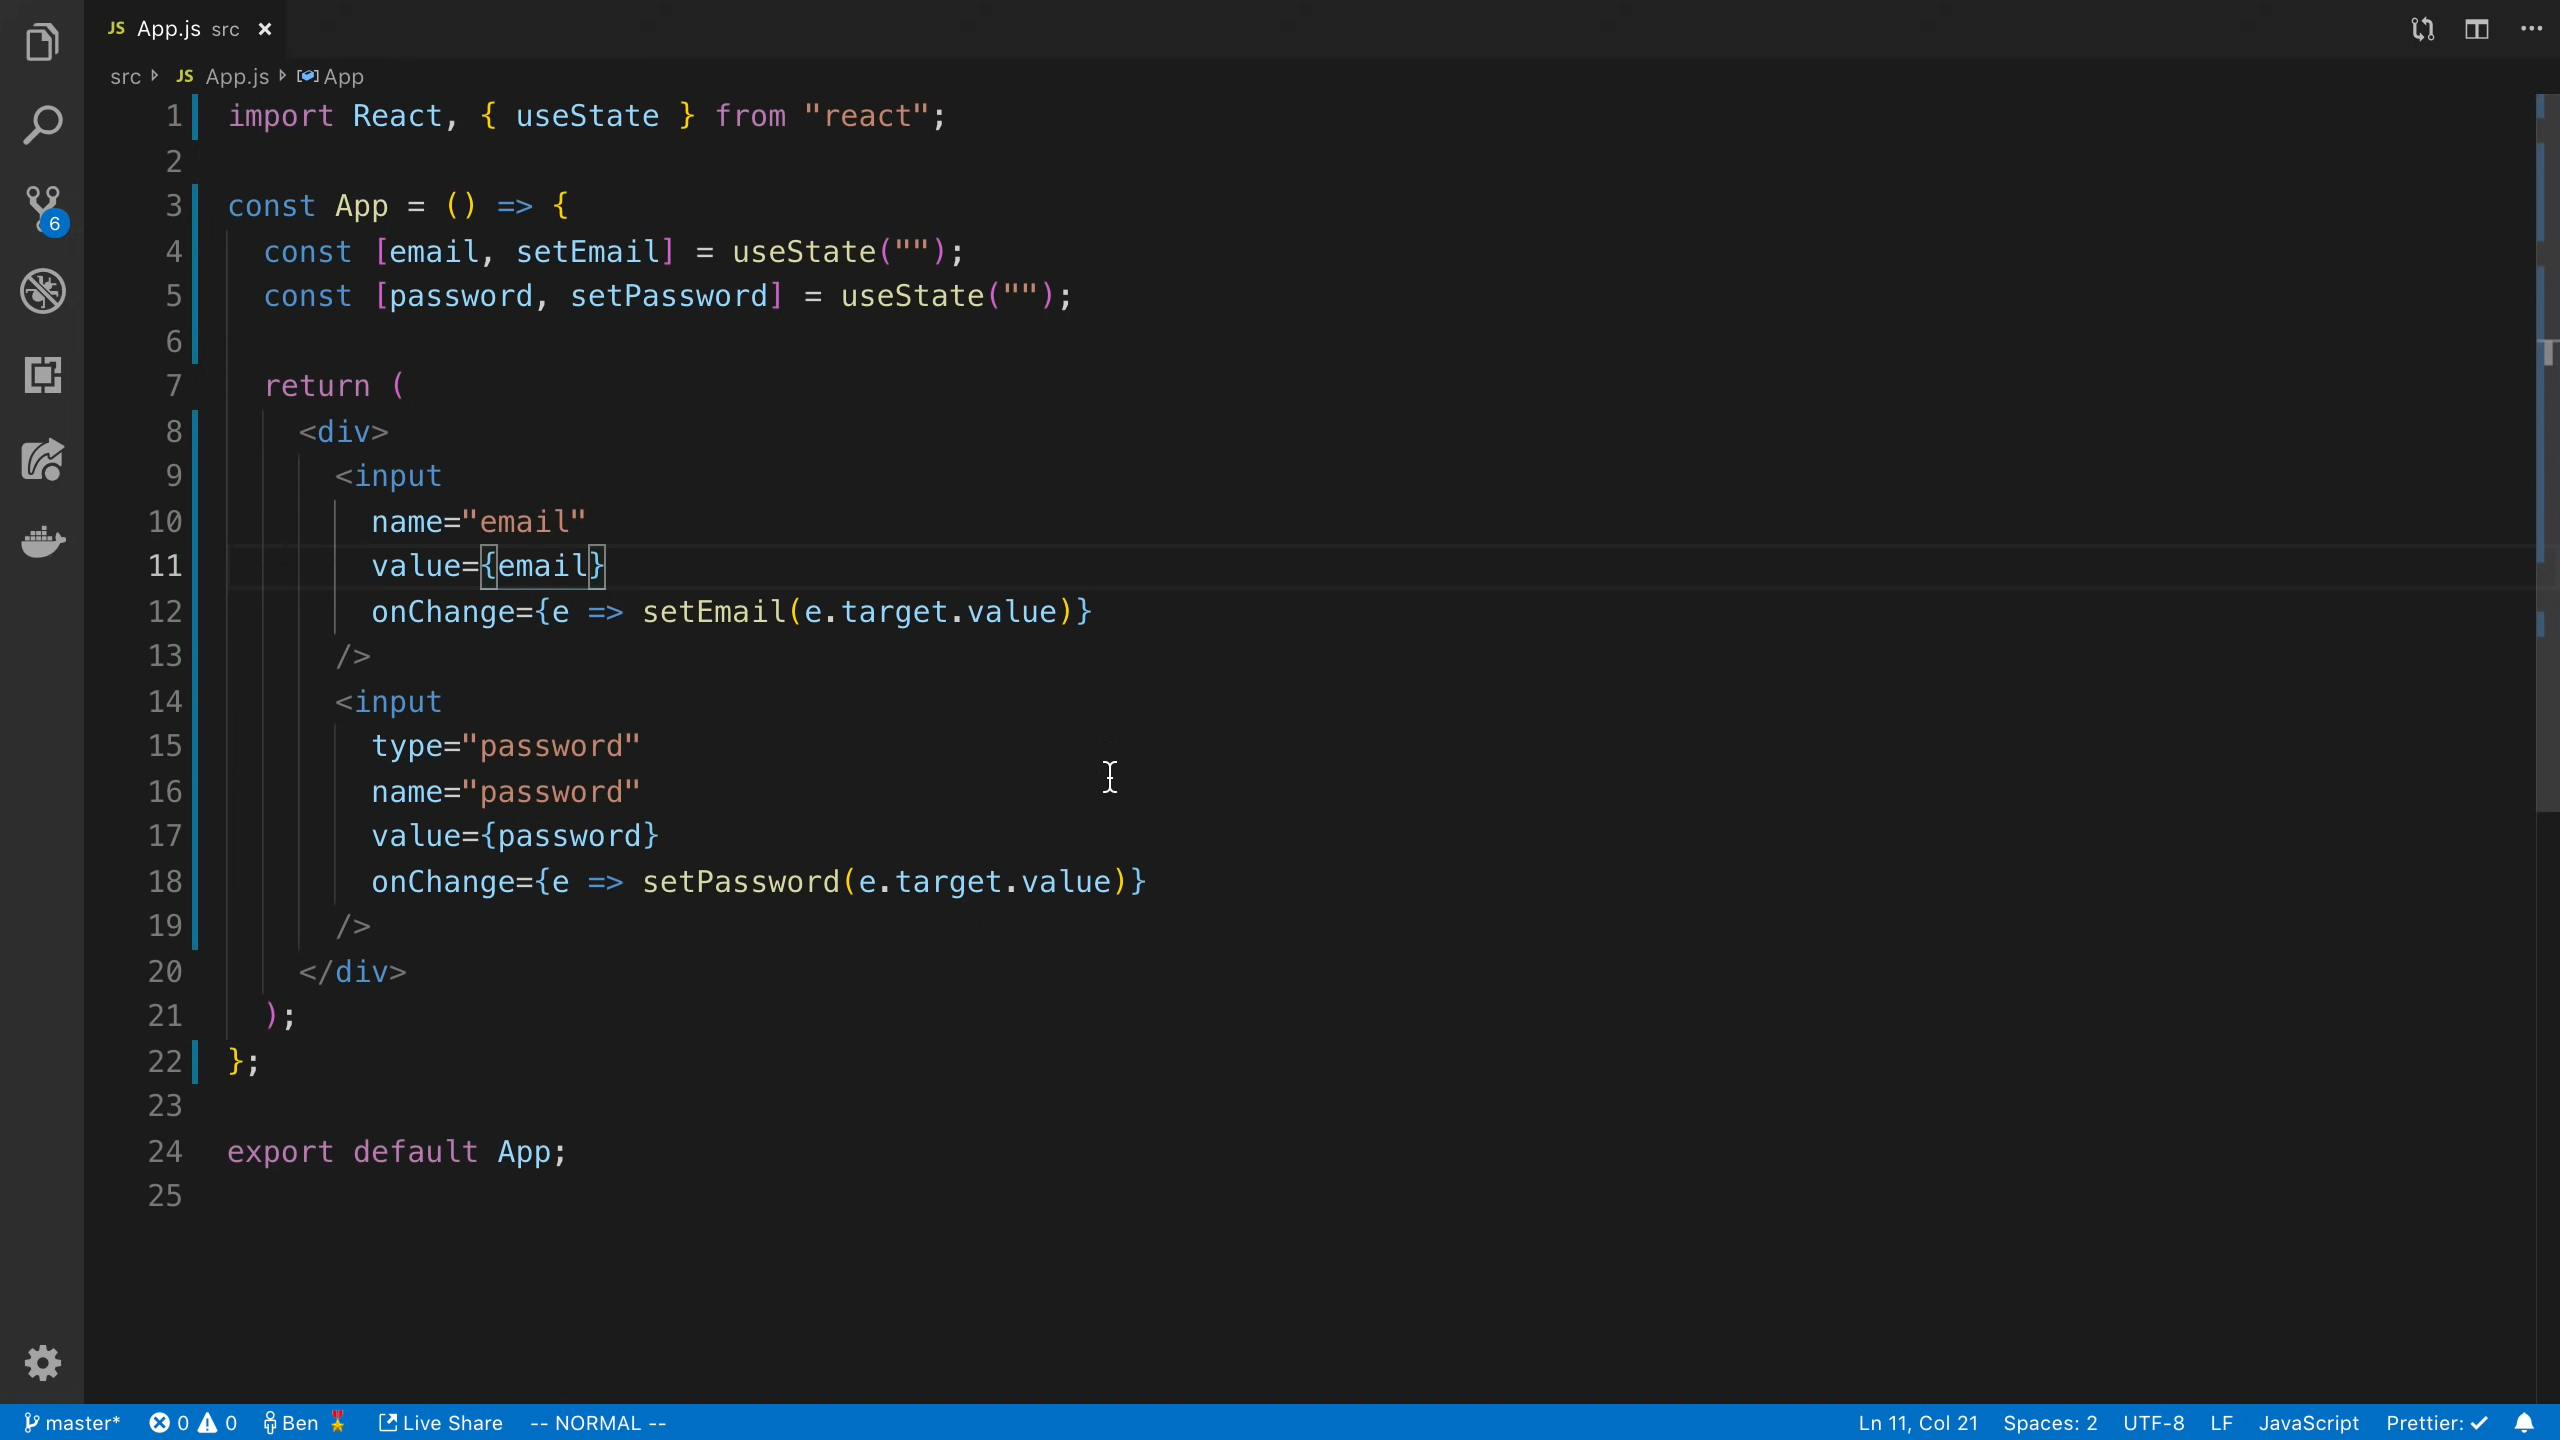 JS App.js src ×
src JS App.js App
1 import React, { useState } from "react";
2
3 const App = () => {
4 const [email, setEmail] = useState("");
5 const [password, setPassword] = useState("");
6
7 return (
8 <div>
9 <input
10 name="email"
11 value={email}
12 onChange={e => setEmail(e.target.value)}
13 />
14 <input
15 type="password"
16 name="password"
17 value={password}
18 onChange={e => setPassword(e.target.value)}
19 />
20 </div>
21 );
22 };
23
24 export default App;
25
6
master* 0 0 Ben Live Share -- NORMAL -- Ln 11, Col 21 Spaces: 2 UTF-8 LF JavaScript Prettier: ✓